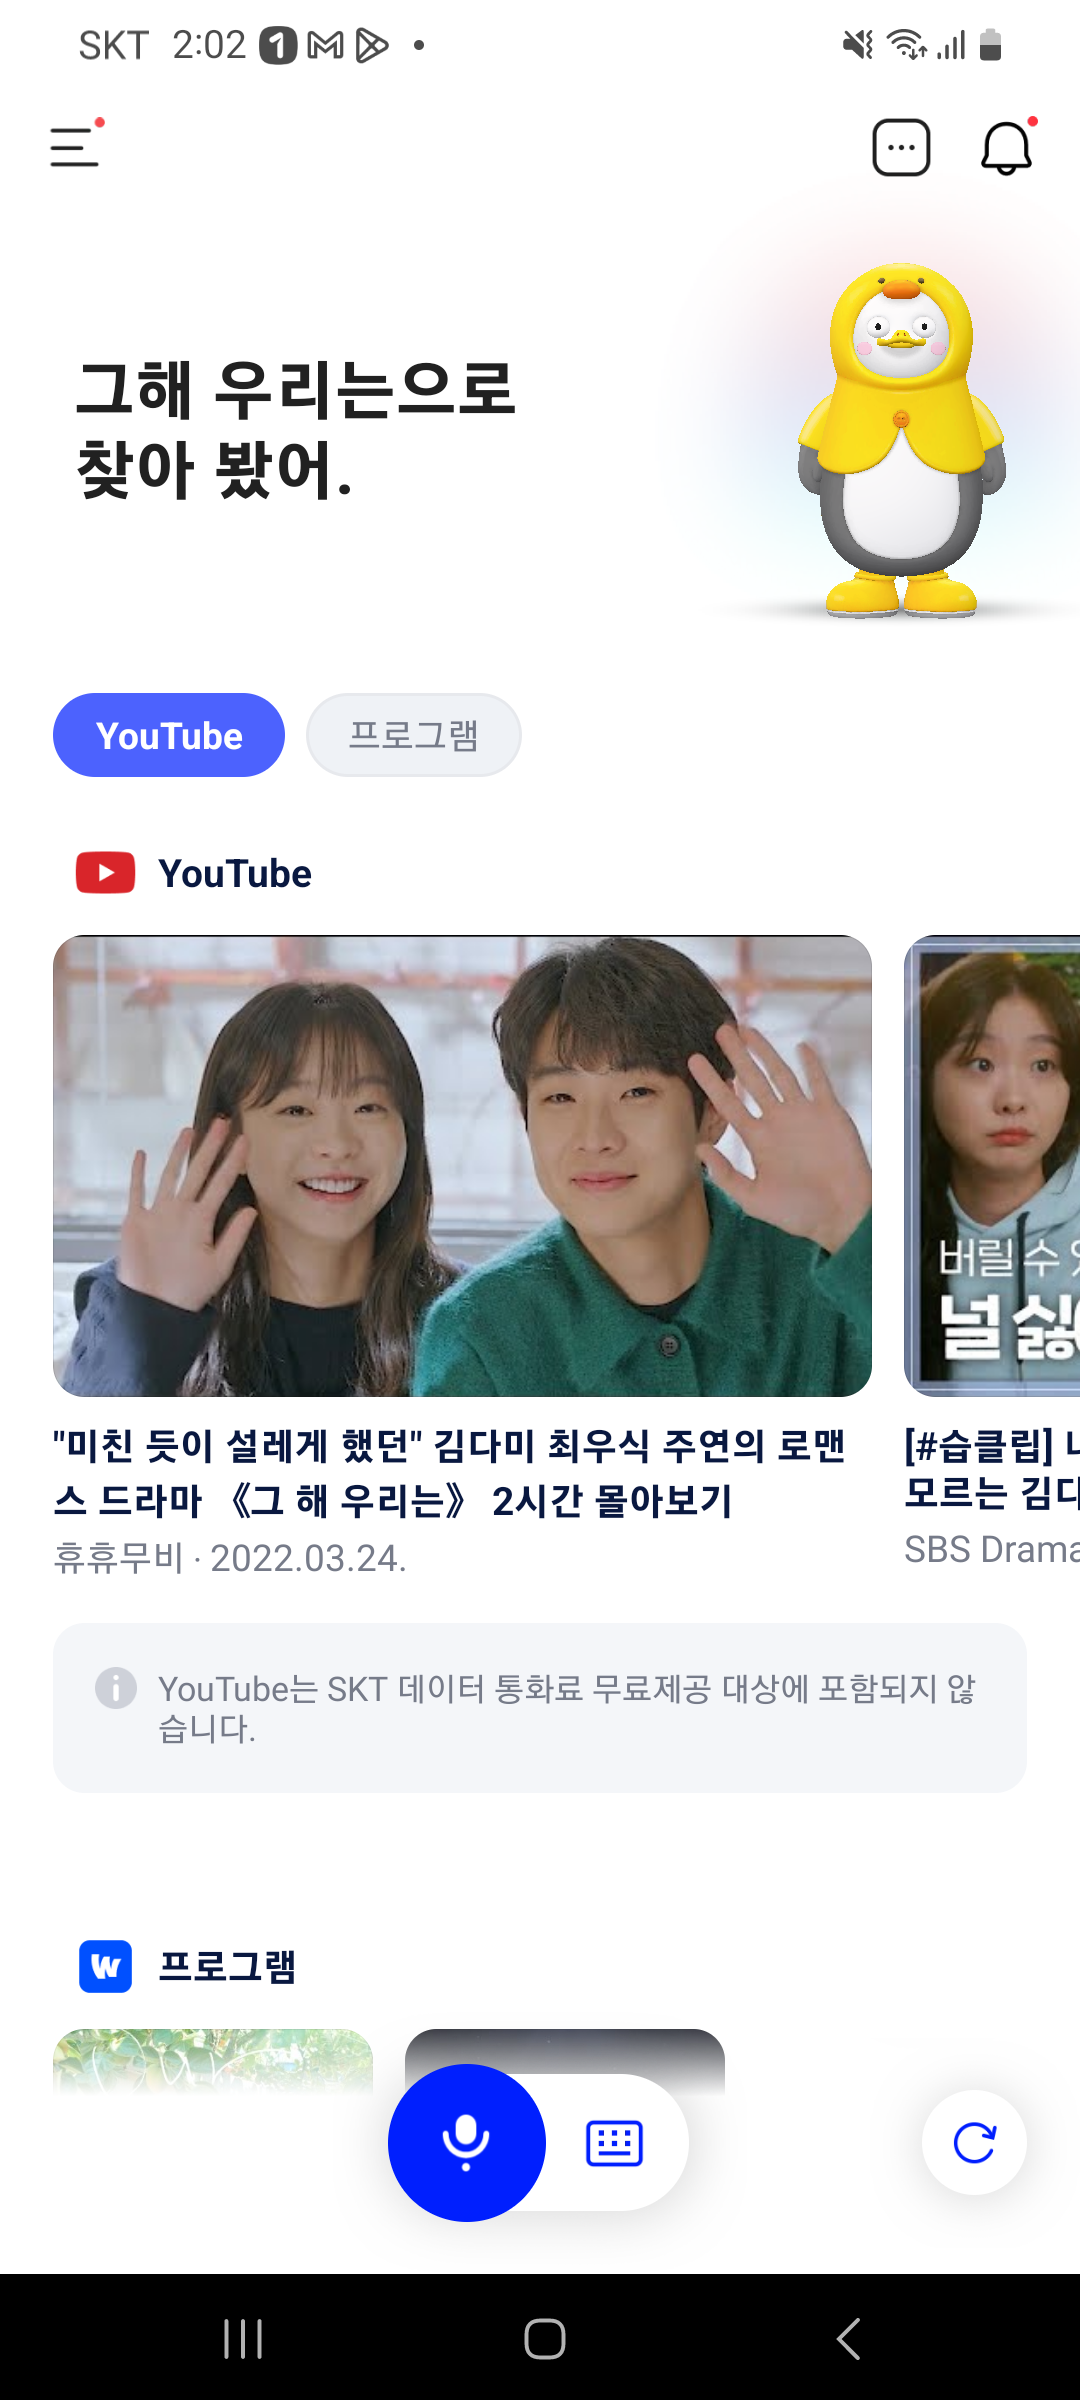 SKT 2:02
그해 우리는으로
찾아 봤어.
YouTube 프로그램
YouTube
버릴 수
널 싫
"미친 듯이 설레게 했던" 김다미 최우식 주연의 로맨
스 드라마 《그 해 우리는》 2시간 몰아보기
휴휴무비 · 2022.03.24.
[#습클립]
모르는 김다
SBS Drama
YouTube는 SKT 데이터 통화료 무료제공 대상에 포함되지 않
습니다.
프로그램